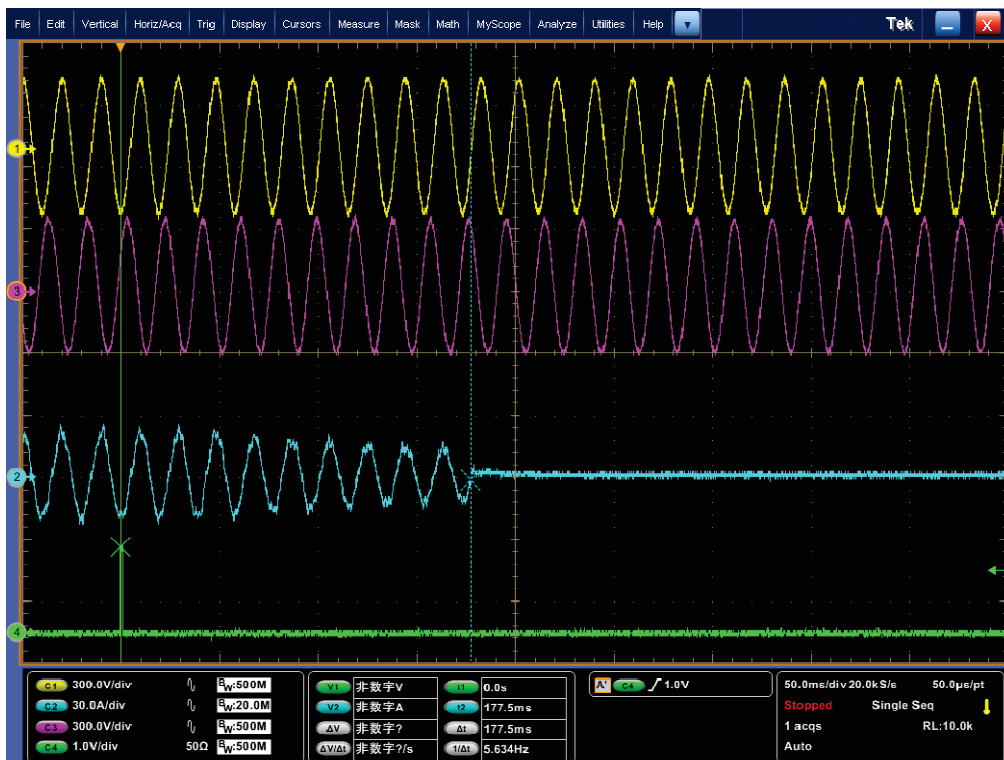 File Edit Vertical Horiz/Acq Trig Display Cursors Measure Mask Math MyScope Analyze Utilities Help Tek X
1
3
2
4
C1 300.0V/div BW:500M
C2 30.0A/div BW:20.0M
C3 300.0V/div BW:500M
C4 1.0V/div 50Ω BW:500M
V1 非数字V t1 0.0s
V2 非数字A t2 177.5ms
ΔV 非数字? Δt 177.5ms
ΔV/Δt 非数字?/s 1/Δt 5.634Hz
A' C4 1.0V
50.0ms/div 20.0kS/s 50.0µs/pt
Stopped Single Seq
1 acqs RL:10.0k
Auto